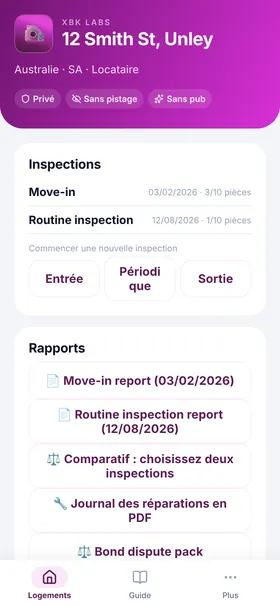 XBK LABS
12 Smith St, Unley
Australie · SA · Locataire
Privé
Sans pistage
Sans pub
Inspections
Move-in
03/02/2026 · 3/10 pièces
Routine inspection
12/08/2026 · 1/10 pièces
Commencer une nouvelle inspection
Entrée
Périodi
que
Sortie
Rapports
📄 Move-in report (03/02/2026)
📄 Routine inspection report
(12/08/2026)
⚖️ Comparatif : choisissez deux
inspections
🔧 Journal des réparations en
PDF
⚖️ Bond dispute pack
Logements
Guide
Plus